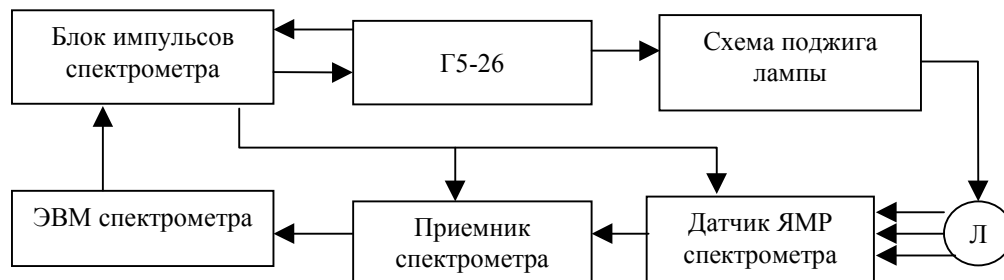 Блок импульсов
спектрометра
Г5-26
Схема поджига
лампы
ЭВМ спектрометра
Приемник
спектрометра
Датчик ЯМР
спектрометра
Л